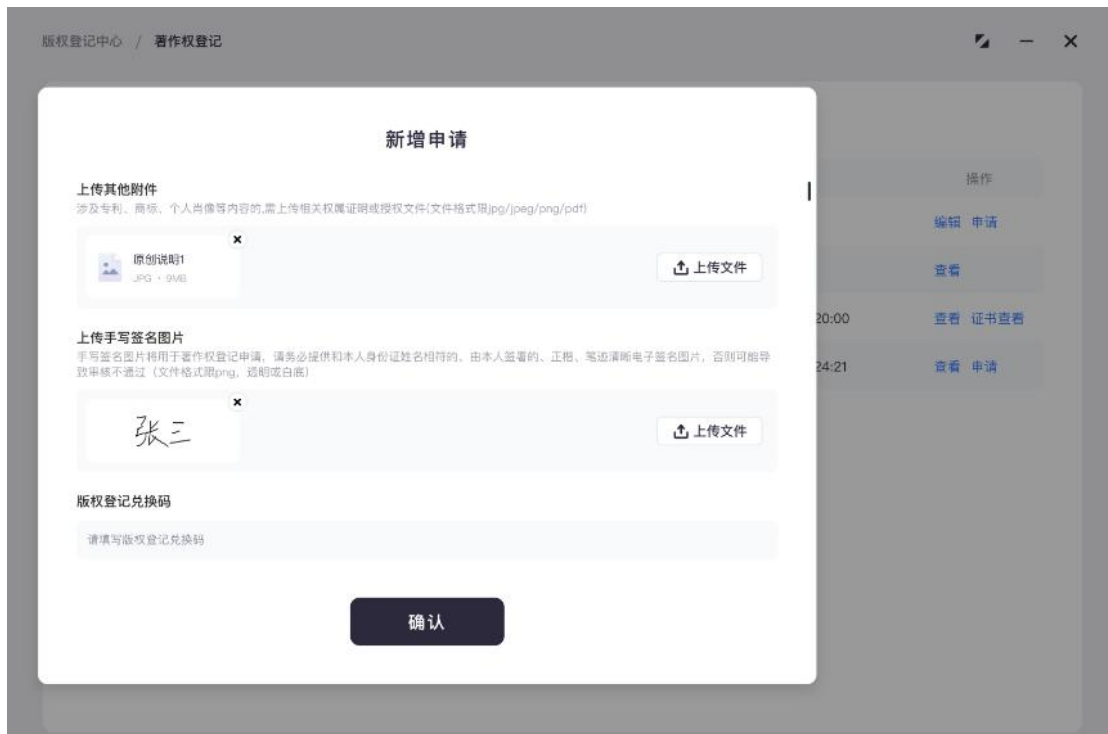 版权登记中心 / 著作权登记
新增申请
上传其他附件
涉及专利、商标、个人肖像等内容的,需上传相关权属证明或授权文件(文件格式限jpg/jpeg/png/pdf)
原创说明1
JPG · 9MB
上传文件
上传手写签名图片
手写签名图片将用于著作权登记申请，请务必提供和本人身份证姓名相符的、由本人签署的、正楷、笔迹清晰电子签名图片，否则可能导
致审核不通过（文件格式限png，透明或白底）
张三
上传文件
版权登记兑换码
请填写版权登记兑换码
确认
操作
编辑 申请
查看
20:00 查看 证书查看
24:21 查看 申请